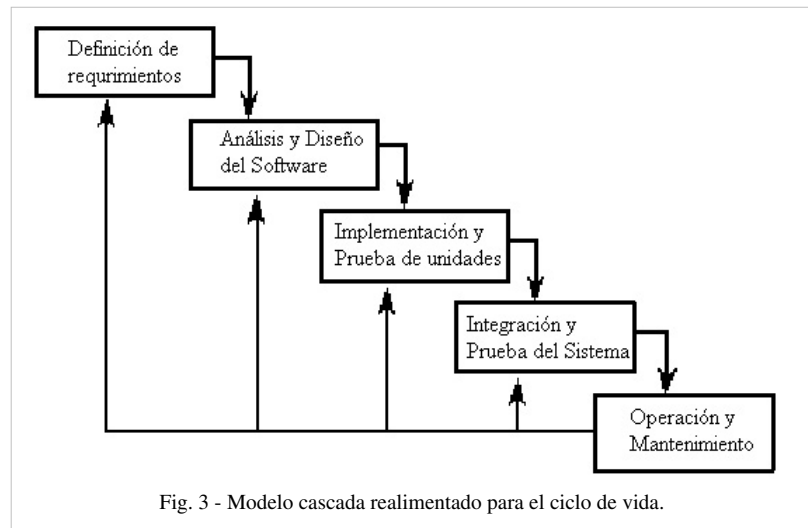 Definición de
requrimientos
Análisis y Diseño
del Software
Implementación y
Prueba de unidades
Integración y
Prueba del Sistema
Operación y
Mantenimiento
Fig. 3 - Modelo cascada realimentado para el ciclo de vida.